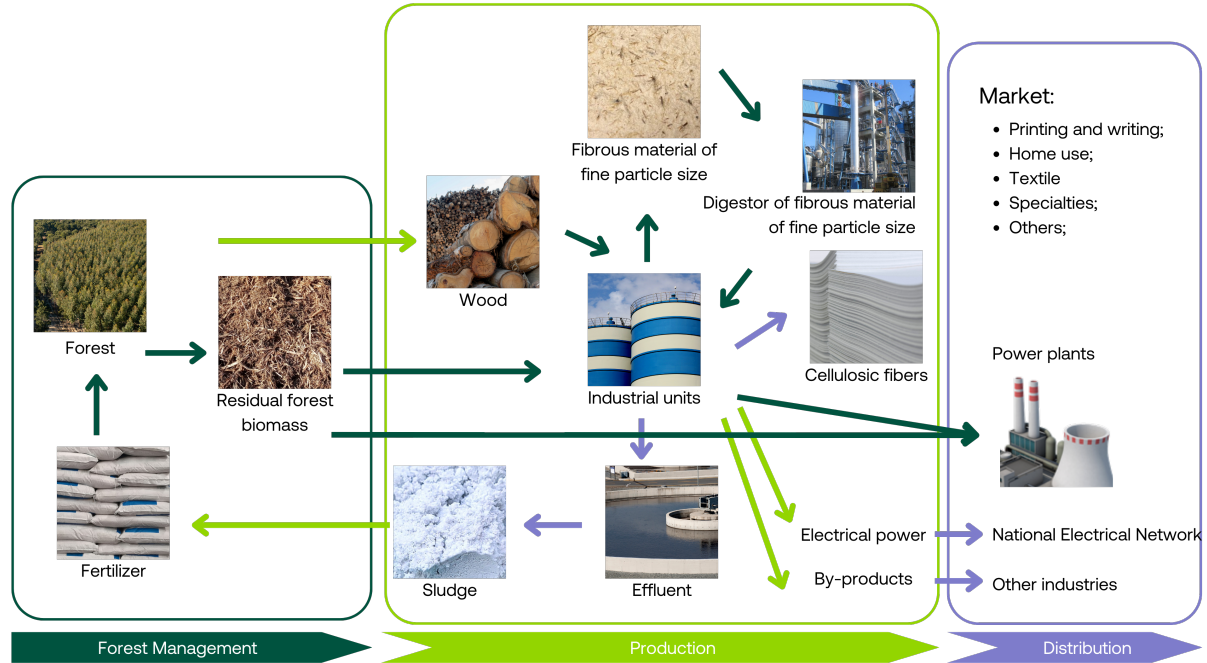 Fibrous material of
fine particle size
Digestor of fibrous material
of fine particle size
Market:
• Printing and writing;
• Home use;
• Textile
• Specialties;
• Others;
Wood
Forest
Residual forest
biomass
Industrial units
Cellulosic fibers
Power plants
Fertilizer
Sludge
Effluent
Electrical power
By-products
National Electrical Network
Other industries
Forest Management
Production
Distribution